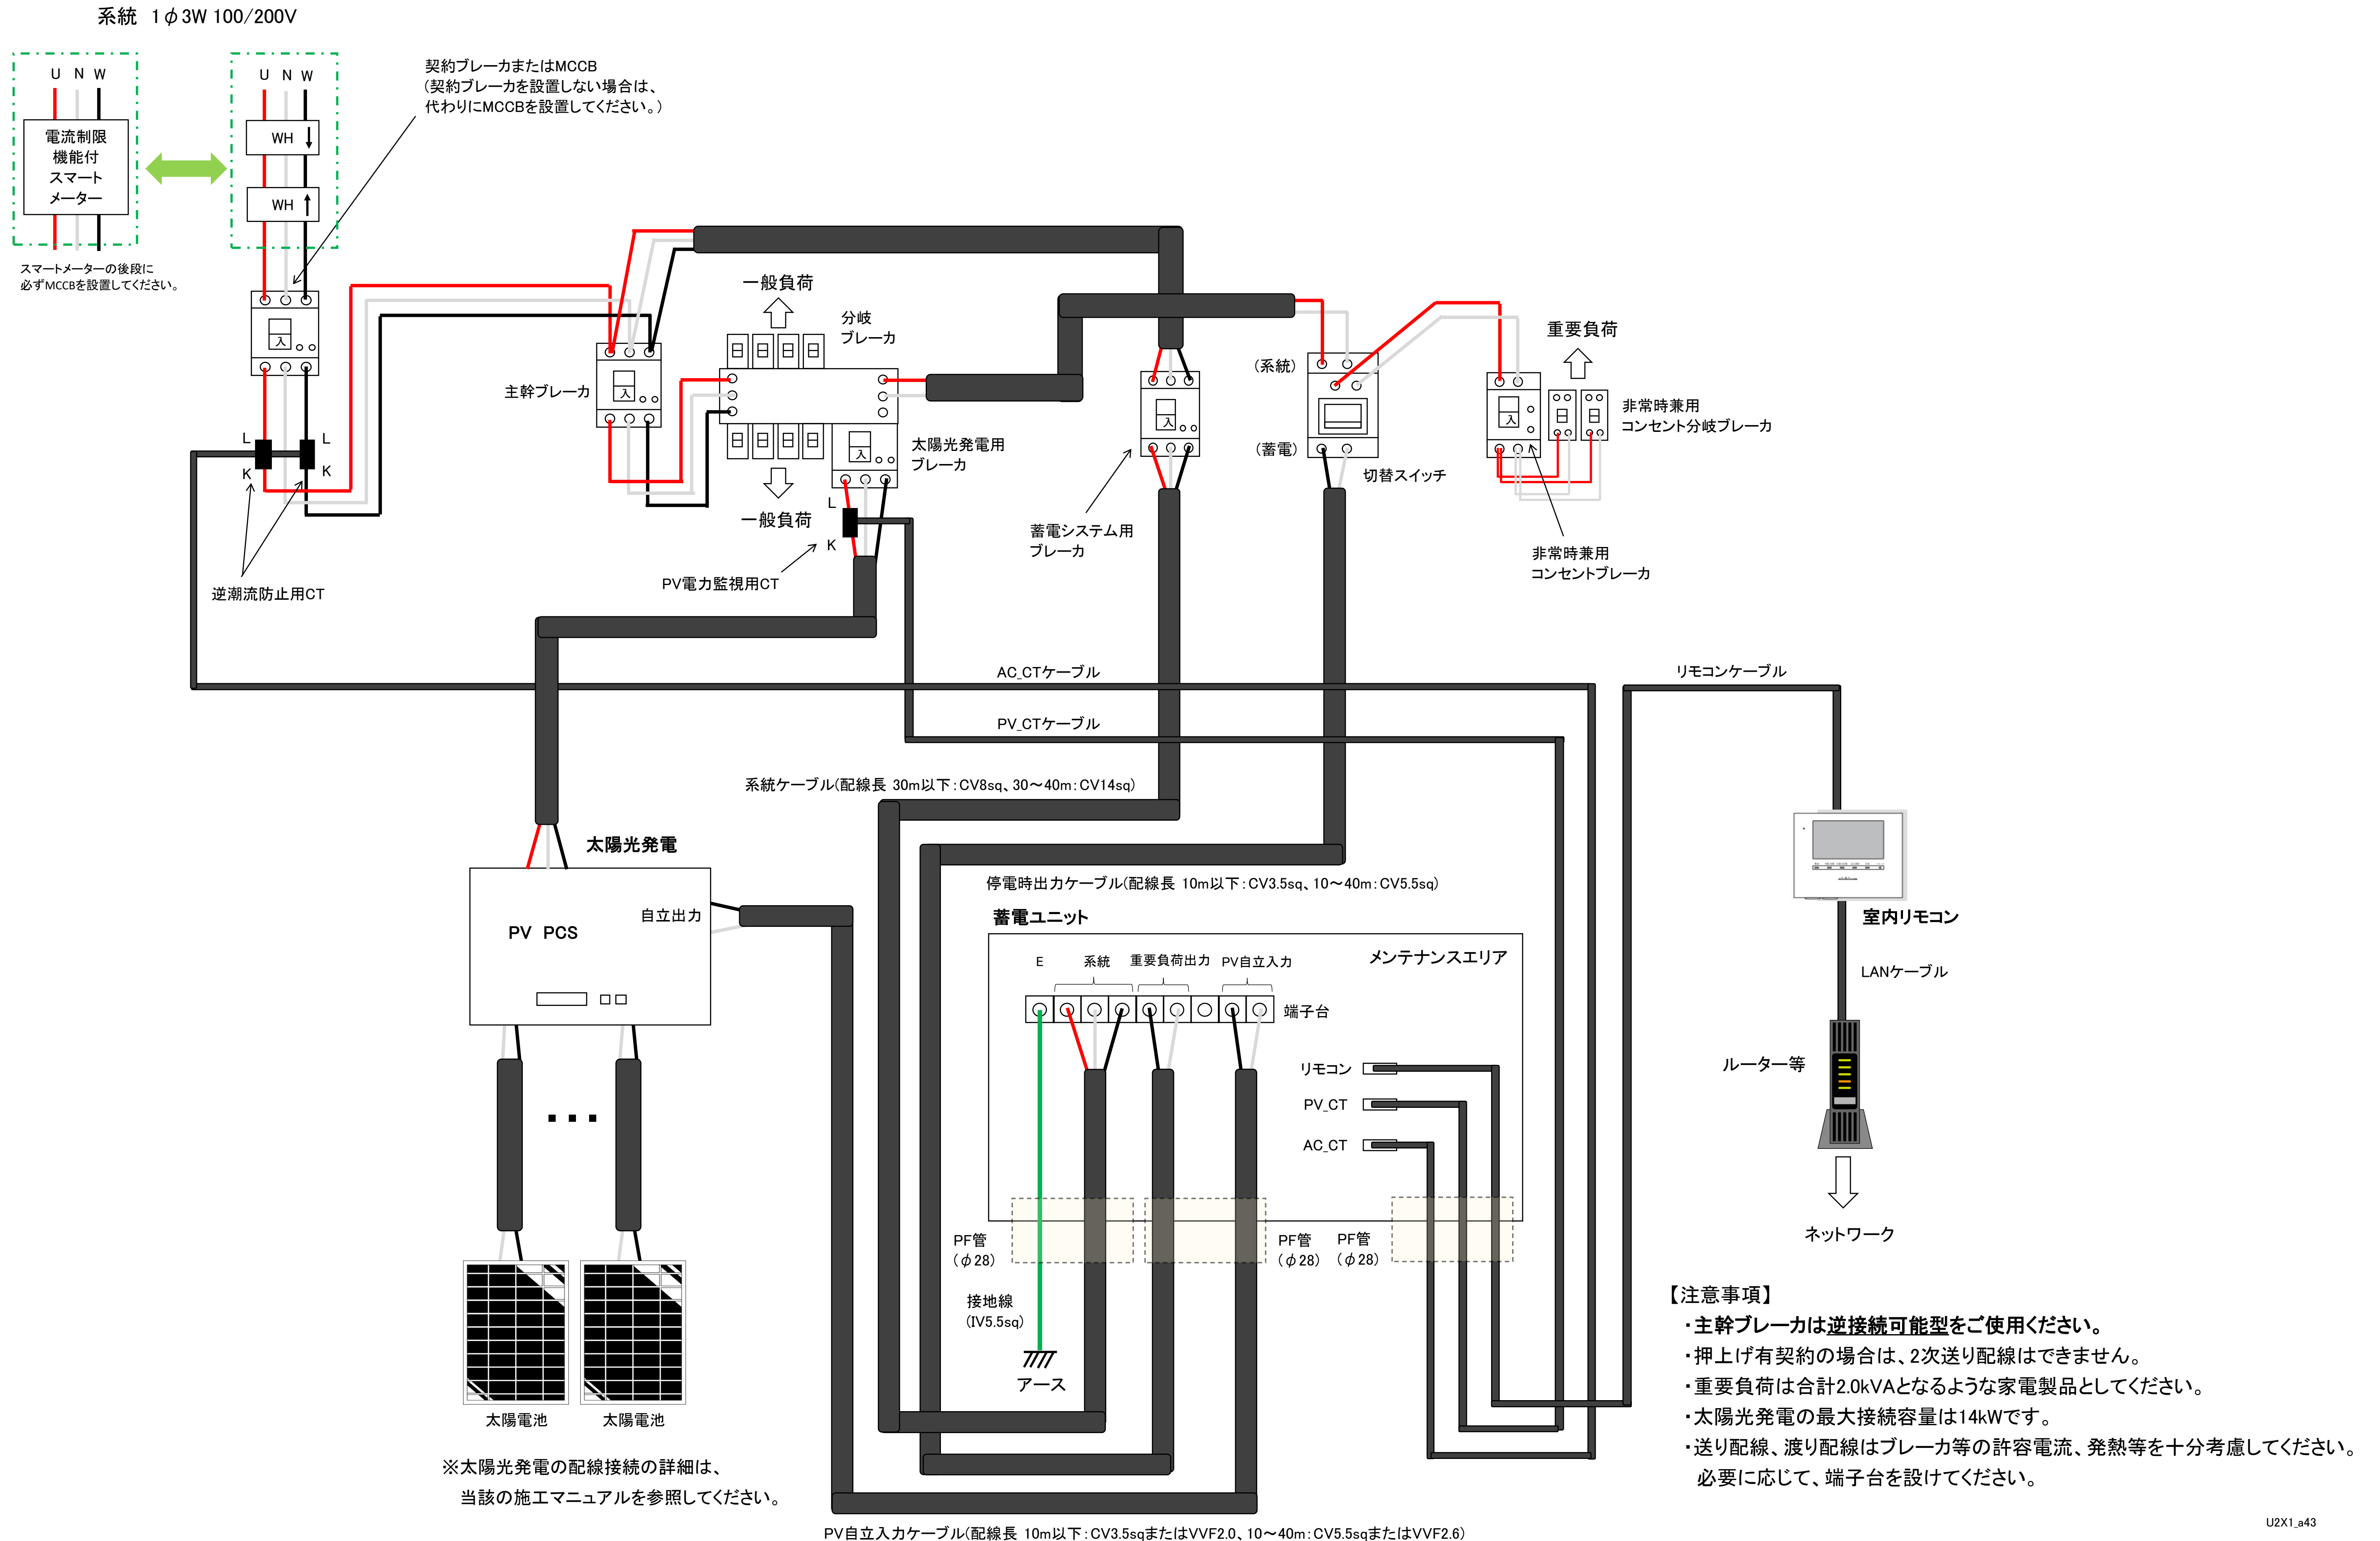 系統 1φ3W 100/200V
U N W
U N W
電流制限
機能付
スマート
メーター
WH
WH
スマートメーターの後段に
必ずMCCBを設置してください。
契約ブレーカまたはMCCB
(契約ブレーカを設置しない場合は、
代わりにMCCBを設置してください。)
入
L
L
K
K
逆潮流防止用CT
主幹ブレーカ
入
一般負荷
分岐
ブレーカ
入
太陽光発電用
ブレーカ
一般負荷
L
K
PV電力監視用CT
入
蓄電システム用
ブレーカ
(系統)
(蓄電)
切替スイッチ
入
重要負荷
非常時兼用
コンセント分岐ブレーカ
非常時兼用
コンセントブレーカ
AC_CTケーブル
PV_CTケーブル
リモコンケーブル
系統ケーブル(配線長 30m以下:CV8sq、30~40m:CV14sq)
停電時出力ケーブル(配線長 10m以下:CV3.5sq、10~40m:CV5.5sq)
太陽光発電
PV PCS
自立出力
太陽電池
太陽電池
※太陽光発電の配線接続の詳細は、
当該の施工マニュアルを参照してください。
蓄電ユニット
メンテナンスエリア
E
系統
重要負荷出力
PV自立入力
端子台
リモコン
PV_CT
AC_CT
PF管
(φ28)
PF管
(φ28)
PF管
(φ28)
接地線
(IV5.5sq)
アース
PV自立入力ケーブル(配線長 10m以下:CV3.5sqまたはVVF2.0、10~40m:CV5.5sqまたはVVF2.6)
室内リモコン
LANケーブル
ルーター等
ネットワーク
【注意事項】
・主幹ブレーカは逆接続可能型をご使用ください。
・押上げ有契約の場合は、2次送り配線はできません。
・重要負荷は合計2.0kVAとなるような家電製品としてください。
・太陽光発電の最大接続容量は14kWです。
・送り配線、渡り配線はブレーカ等の許容電流、発熱等を十分考慮してください。
必要に応じて、端子台を設けてください。
U2X1_a43